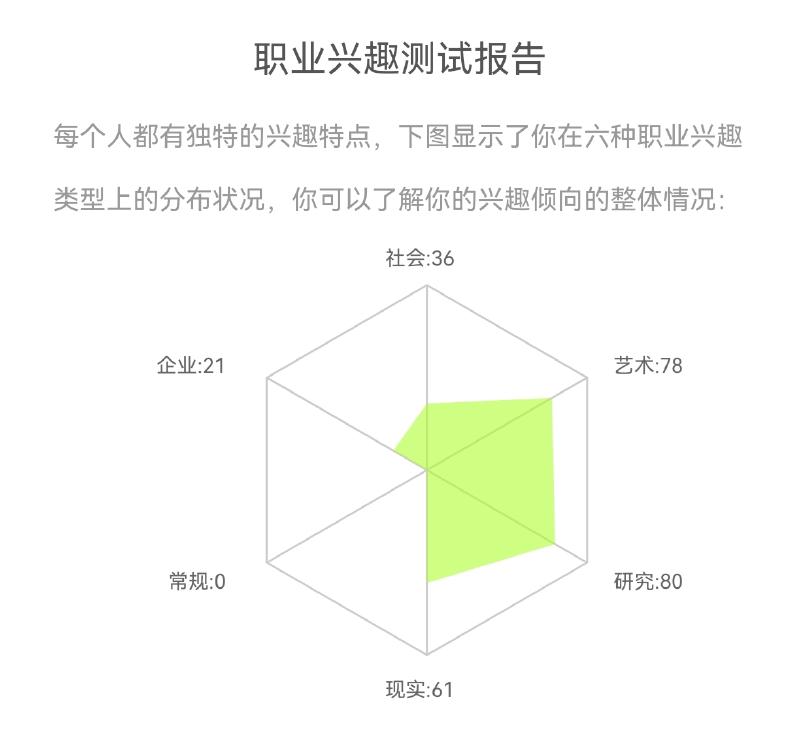 职业兴趣测试报告
每个人都有独特的兴趣特点，下图显示了你在六种职业兴趣
类型上的分布状况，你可以了解你的兴趣倾向的整体情况：
社会:36
企业:21
艺术:78
常规:0
研究:80
现实:61